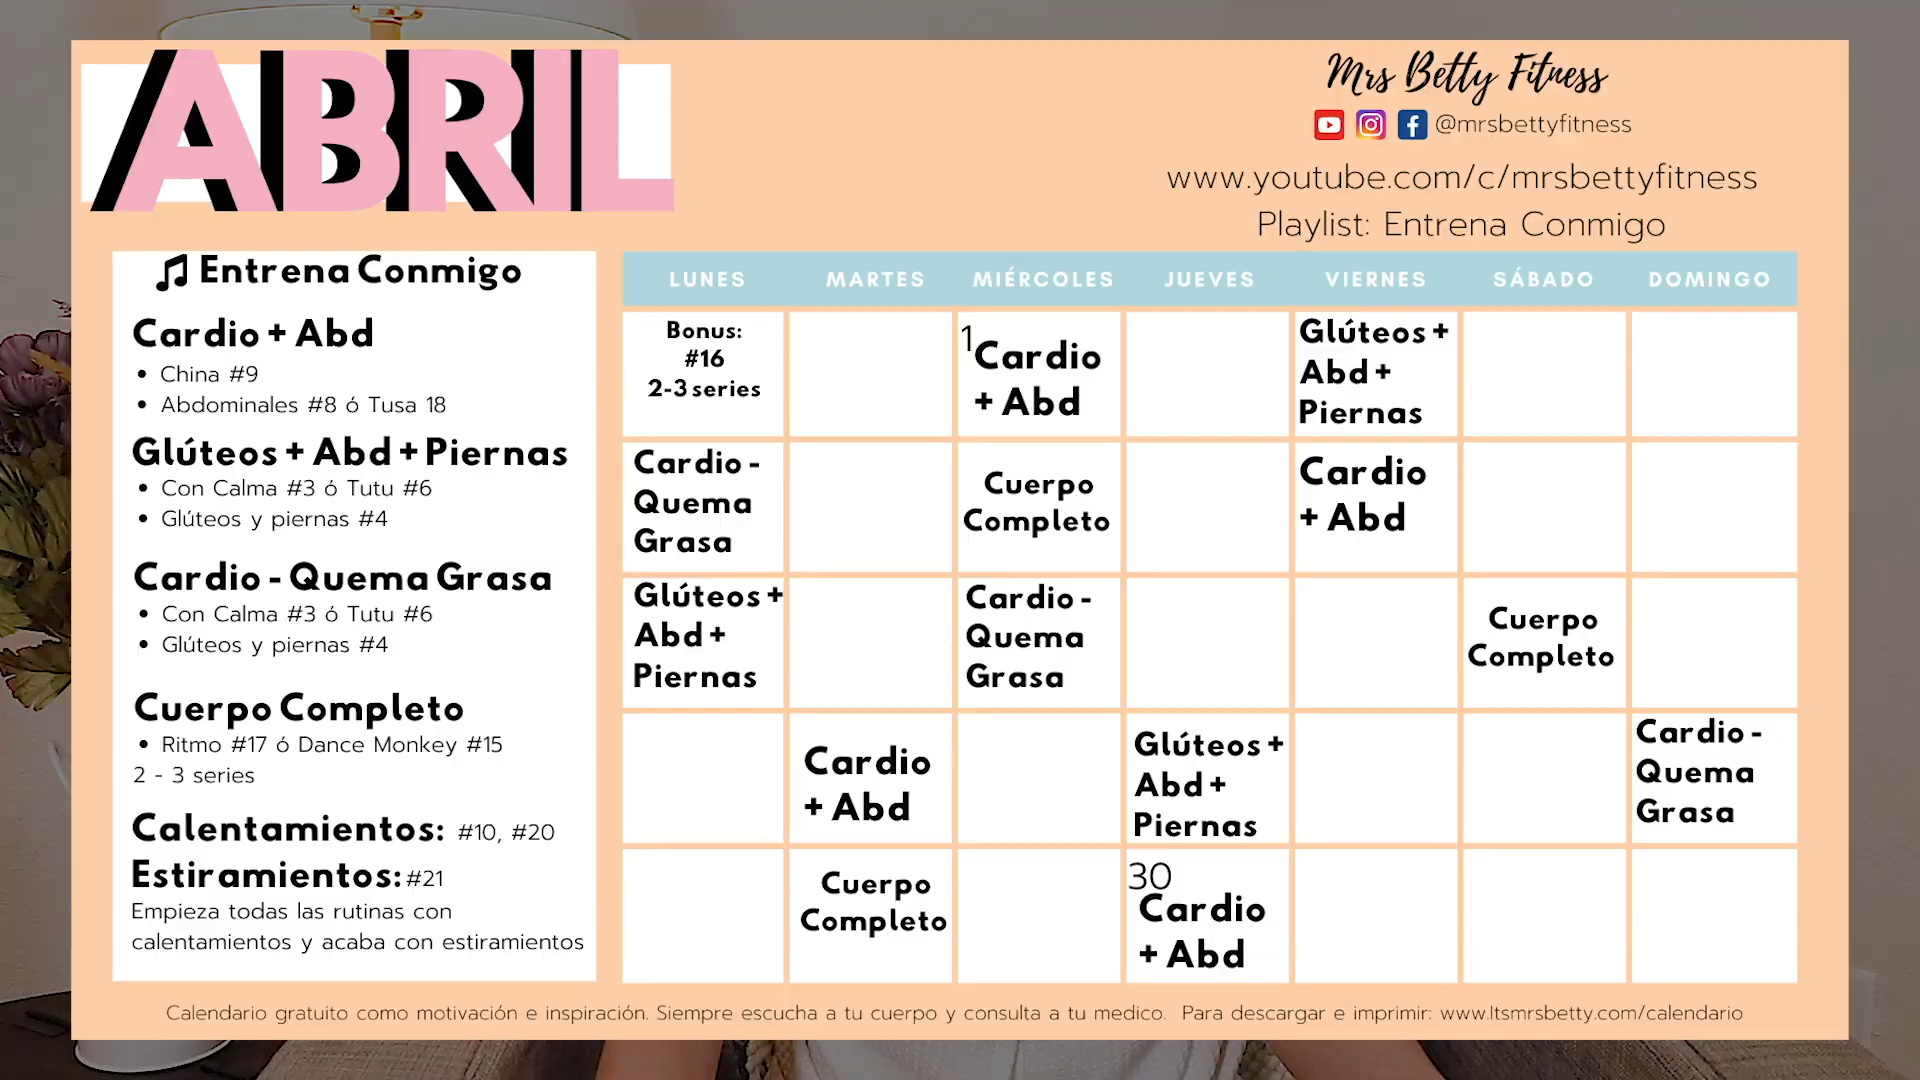 ABRIL
Mrs Betty Fitness
@mrsbettyfitness
www.youtube.com/c/mrsbettyfitness
Playlist: Entrena Conmigo
Entrena Conmigo
Cardio + Abd
• China #9
• Abdominales #8 ó Tusa 18
Glúteos + Abd + Piernas
• Con Calma #3 ó Tutu #6
• Glúteos y piernas #4
Cardio - Quema Grasa
• Con Calma #3 ó Tutu #6
• Glúteos y piernas #4
Cuerpo Completo
• Ritmo #17 ó Dance Monkey #15
2 - 3 series
Calentamientos: #10, #20
Estiramientos: #21
Empieza todas las rutinas con
calentamientos y acaba con estiramientos
LUNES MARTES MIÉRCOLES JUEVES VIERNES SÁBADO DOMINGO
Bonus:
#16
2-3 series
1
Cardio
+ Abd
Glúteos +
Abd +
Piernas
Cardio -
Quema
Grasa
Cuerpo
Completo
Cardio
+ Abd
Glúteos +
Abd +
Piernas
Cardio -
Quema
Grasa
Cuerpo
Completo
Cardio
+ Abd
Glúteos +
Abd +
Piernas
Cardio -
Quema
Grasa
Cuerpo
Completo
30
Cardio
+ Abd
Calendario gratuito como motivación e inspiración. Siempre escucha a tu cuerpo y consulta a tu medico. Para descargar e imprimir: www.Itsmrsbetty.com/calendario